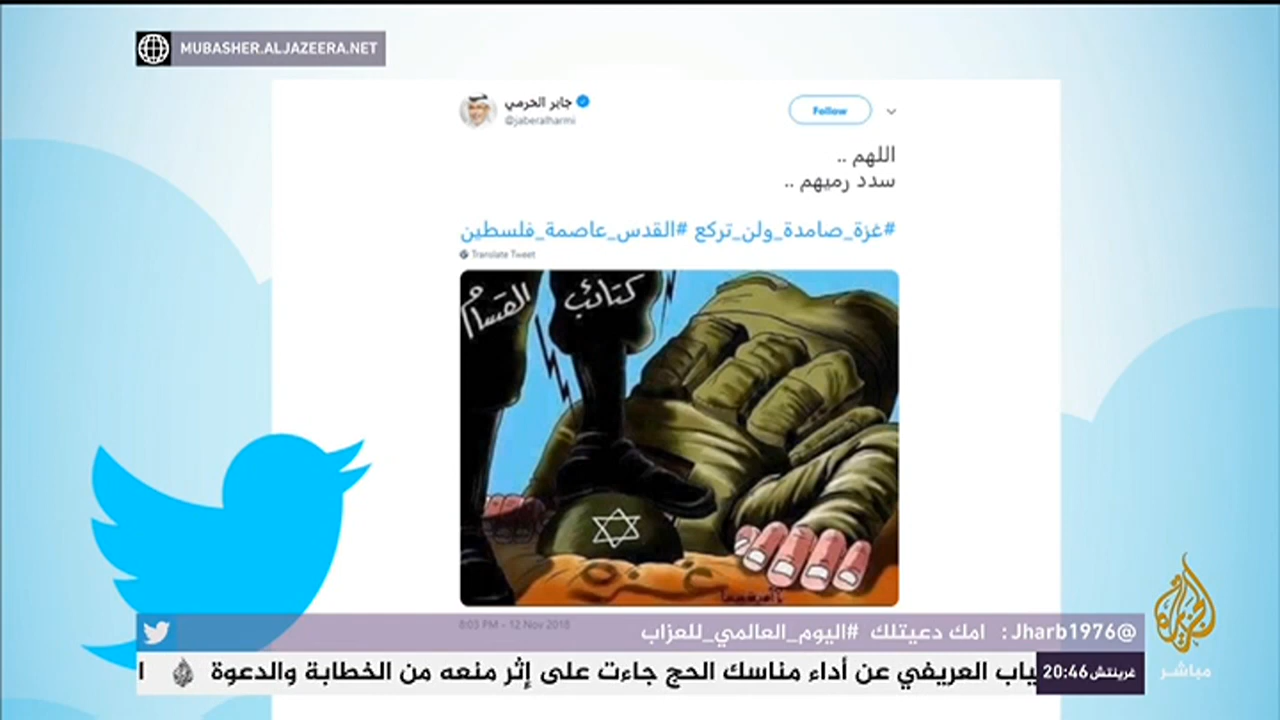 MUBASHER.ALJAZEERA.NET
جابر الحرمي
@jaberalharmi
Follow
اللهم ..
سدد رميهم ..
#غزة_صامدة_ولن_تركع #القدس_عاصمة_فلسطين
Translate Tweet
كتائب
القسام
غزة
8:03 PM - 12 Nov 2018
@Jharb1976 : امك دعيتلك #اليوم_العالمي_للعزاب
غرينتش 20:46
ياب العريفي عن أداء مناسك الحج جاءت على إثر منعه من الخطابة والدعوة
الجزيرة
مباشر